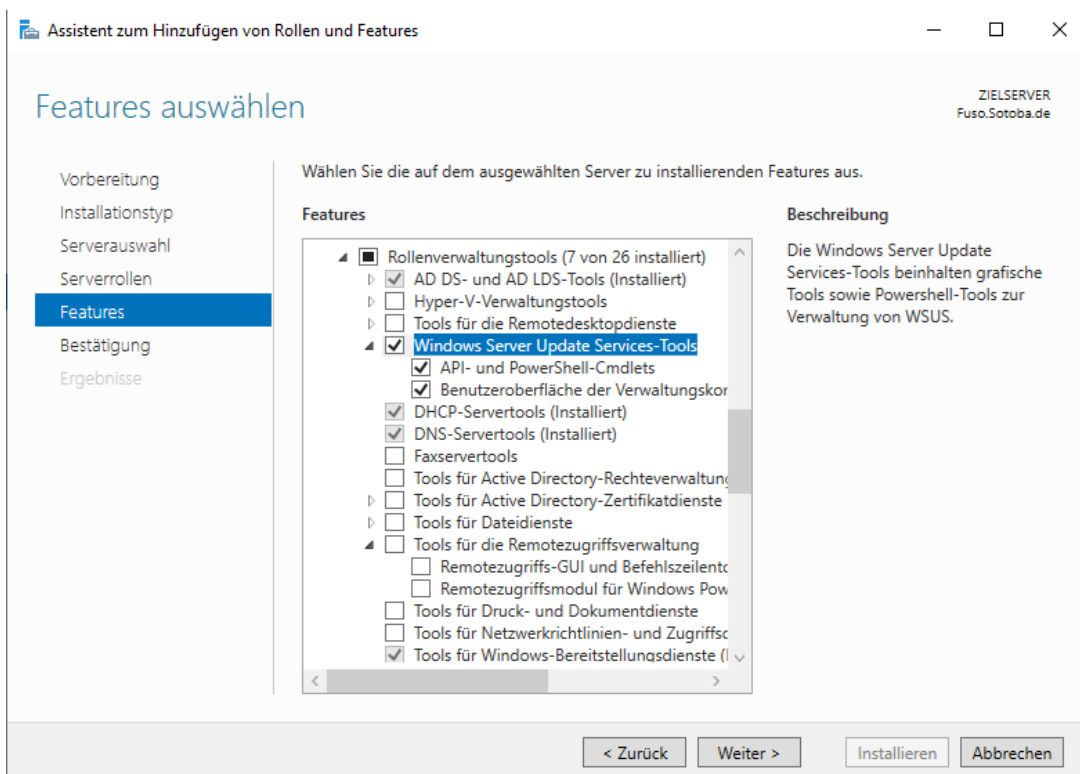 Assistent zum Hinzufügen von Rollen und Features
Features auswählen
ZIELSERVER
Fuso.Sotoba.de
Vorbereitung
Installationstyp
Serverauswahl
Serverrollen
Features
Bestätigung
Ergebnisse
Wählen Sie die auf dem ausgewählten Server zu installierenden Features aus.
Features
Rollenverwaltungstools (7 von 26 installiert)
AD DS- und AD LDS-Tools (Installiert)
Hyper-V-Verwaltungstools
Tools für die Remotedesktopdienste
Windows Server Update Services-Tools
API- und PowerShell-Cmdlets
Benutzeroberfläche der Verwaltungskon
DHCP-Servertools (Installiert)
DNS-Servertools (Installiert)
Faxservertools
Tools für Active Directory-Rechteverwaltung
Tools für Active Directory-Zertifikatdienste
Tools für Dateidienste
Tools für die Remotezugriffsverwaltung
Remotezugriffs-GUI und Befehlszeilento
Remotezugriffsmodul für Windows Pow
Tools für Druck- und Dokumentdienste
Tools für Netzwerkrichtlinien- und Zugriffsd
Tools für Windows-Bereitstellungsdienste (I
Beschreibung
Die Windows Server Update
Services-Tools beinhalten grafische
Tools sowie Powershell-Tools zur
Verwaltung von WSUS.
< Zurück
Weiter >
Installieren
Abbrechen